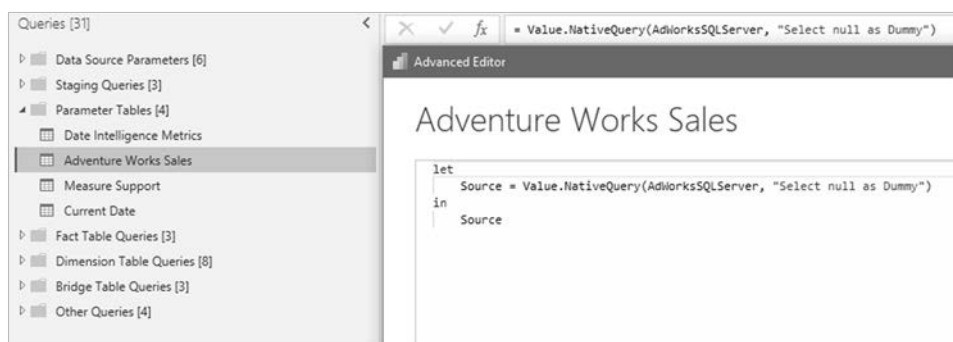 Queries [31]
Data Source Parameters [6]
Staging Queries [3]
Parameter Tables [4]
Date Intelligence Metrics
Adventure Works Sales
Measure Support
Current Date
Fact Table Queries [3]
Dimension Table Queries [8]
Bridge Table Queries [3]
Other Queries [4]
fx = Value.NativeQuery(AdWorksSQLServer, "Select null as Dummy")
Advanced Editor
Adventure Works Sales
let
Source = Value.NativeQuery(AdWorksSQLServer, "Select null as Dummy")
in
Source